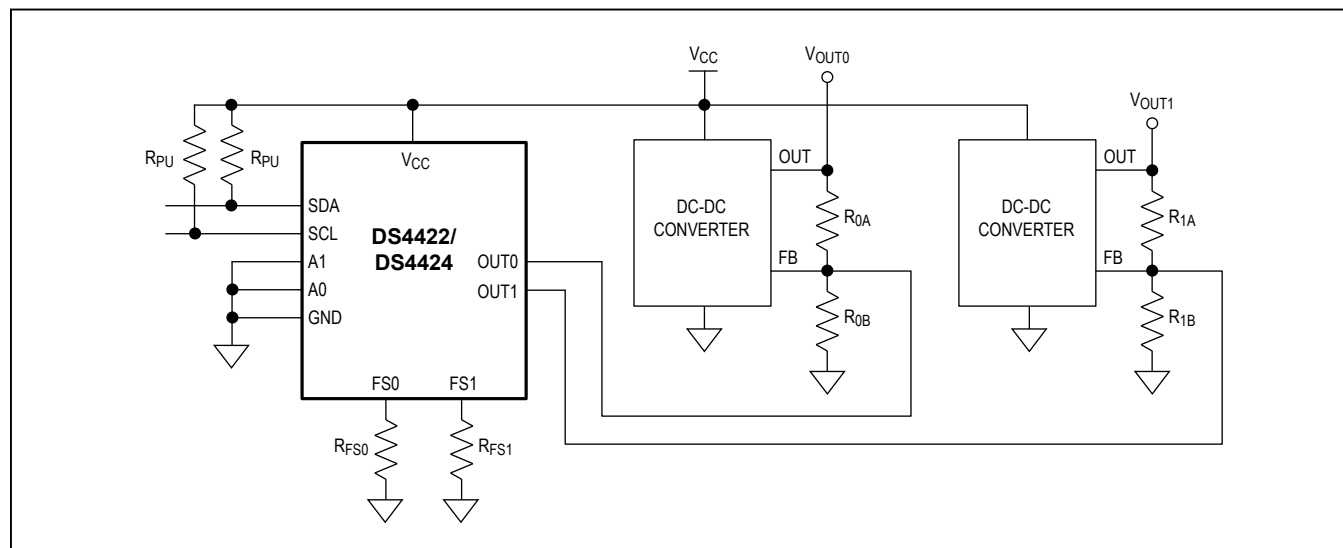 VCC
VOUT0
VOUT1
RPU
RPU
VCC
OUT
OUT
SDA
SCL
A1
A0
GND
DS4422/
DS4424
OUT0
OUT1
DC-DC
CONVERTER
R0A
FB
R0B
DC-DC
CONVERTER
R1A
FB
R1B
FS0
FS1
RFS0
RFS1